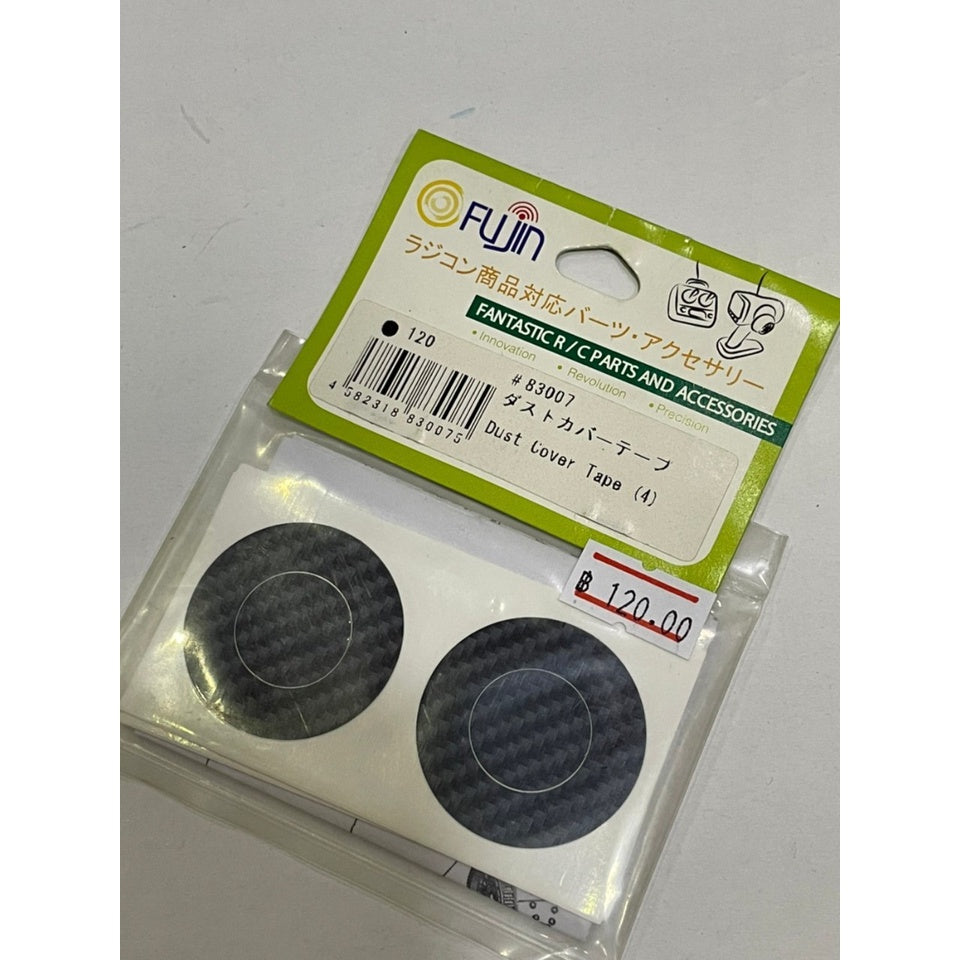 Fujin
ラジコン商品対応パーツ・アクセサリー
FANTASTIC R / C PARTS AND ACCESSORIES
• Innovation • Revolution • Precision
● 120
4 582318 830075
#83007
ダストカバーテープ
Dust Cover Tape (4)
฿ 120.00